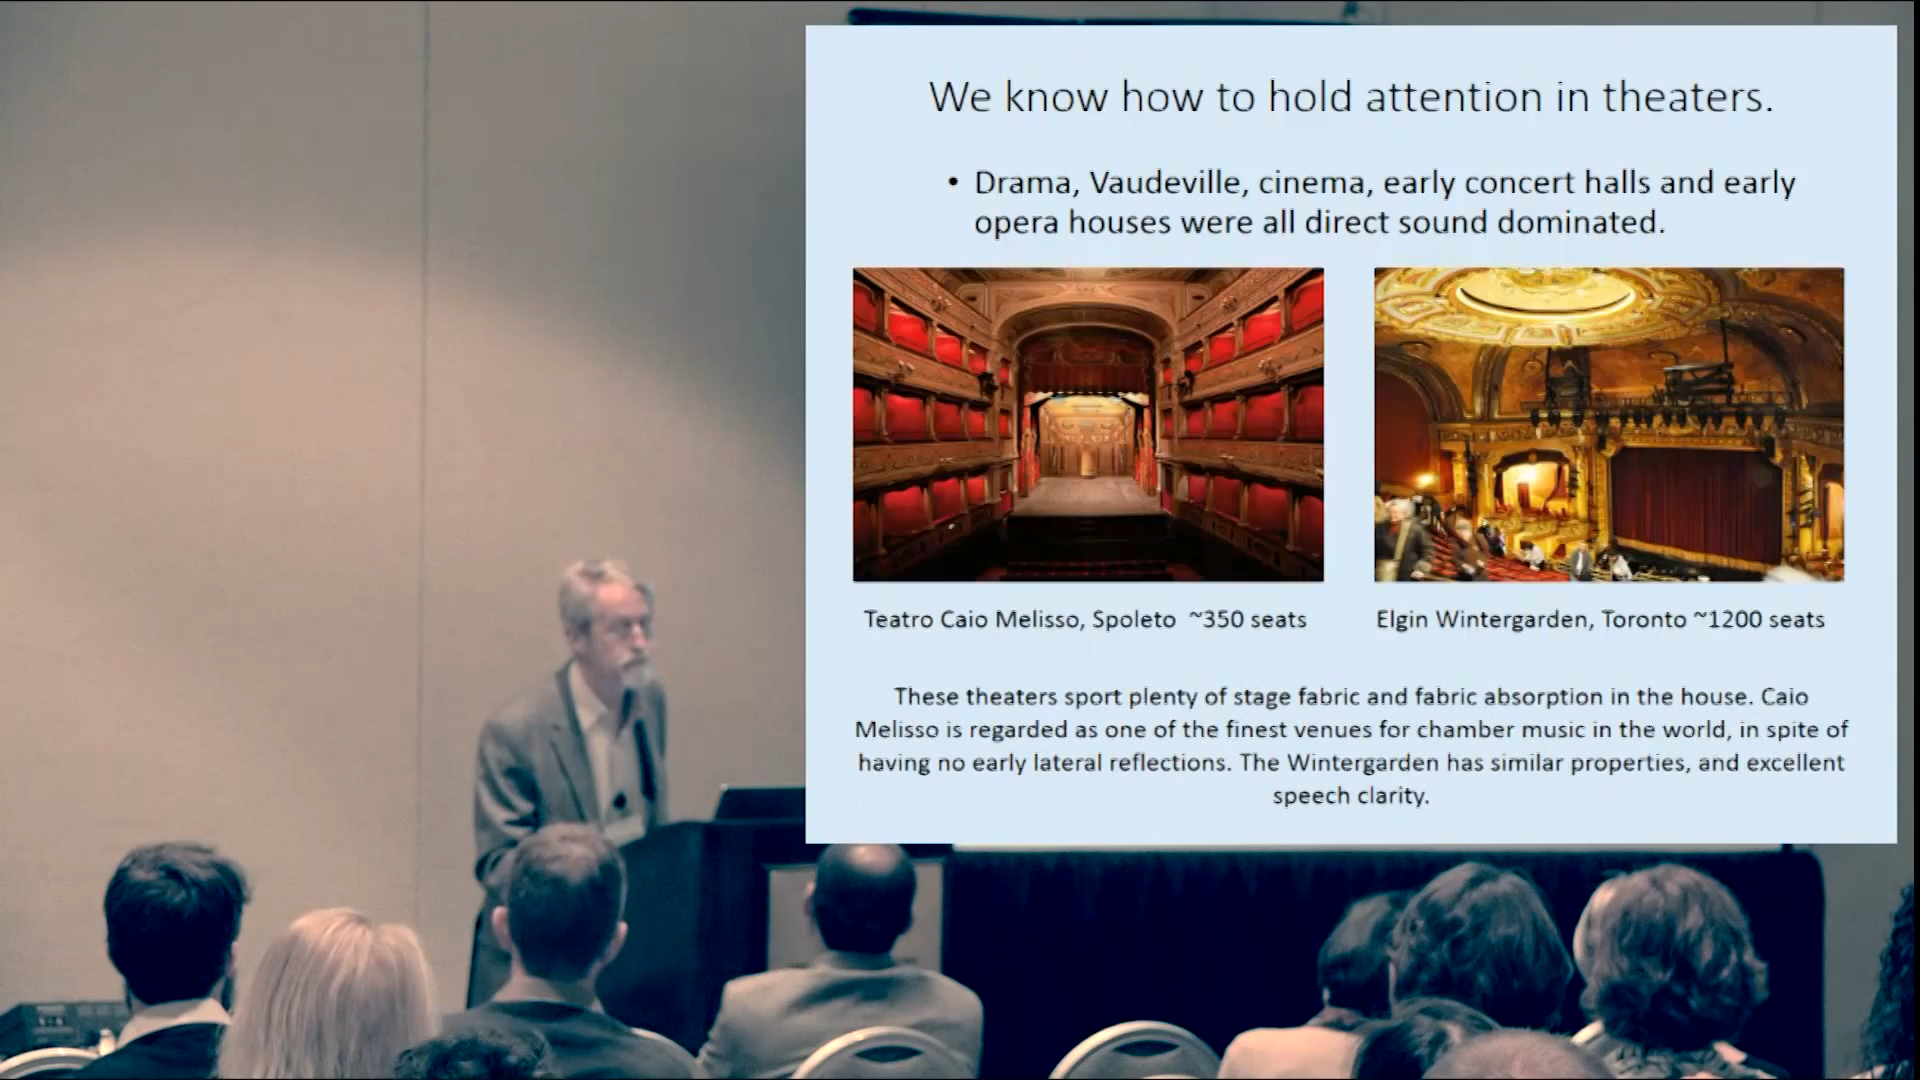 We know how to hold attention in theaters.
• Drama, Vaudeville, cinema, early concert halls and early
opera houses were all direct sound dominated.
Teatro Caio Melisso, Spoleto ~350 seats
Elgin Wintergarden, Toronto ~1200 seats
These theaters sport plenty of stage fabric and fabric absorption in the house. Caio
Melisso is regarded as one of the finest venues for chamber music in the world, in spite of
having no early lateral reflections. The Wintergarden has similar properties, and excellent
speech clarity.